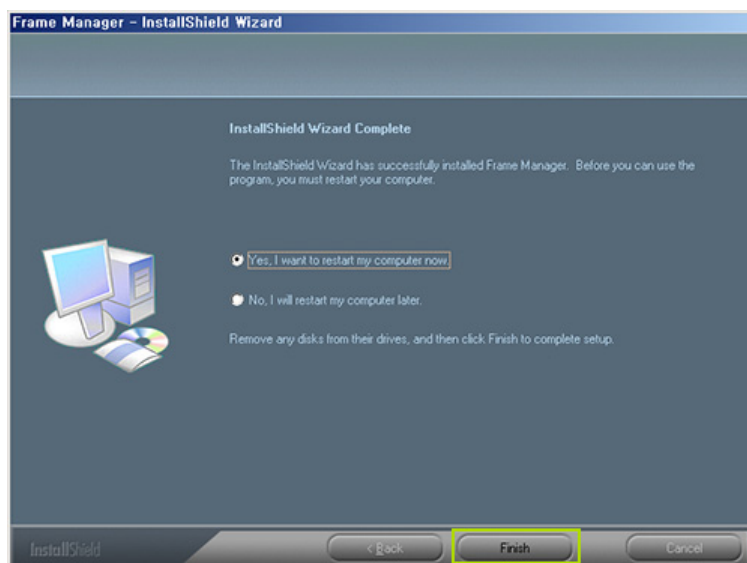 Frame Manager - InstallShield Wizard
InstallShield Wizard Complete
The InstallShield Wizard has successfully installed Frame Manager. Before you can use the
program, you must restart your computer.
Yes, I want to restart my computer now.
No, I will restart my computer later.
Remove any disks from their drives, and then click Finish to complete setup.
InstallShield
< Back
Finish
Cancel